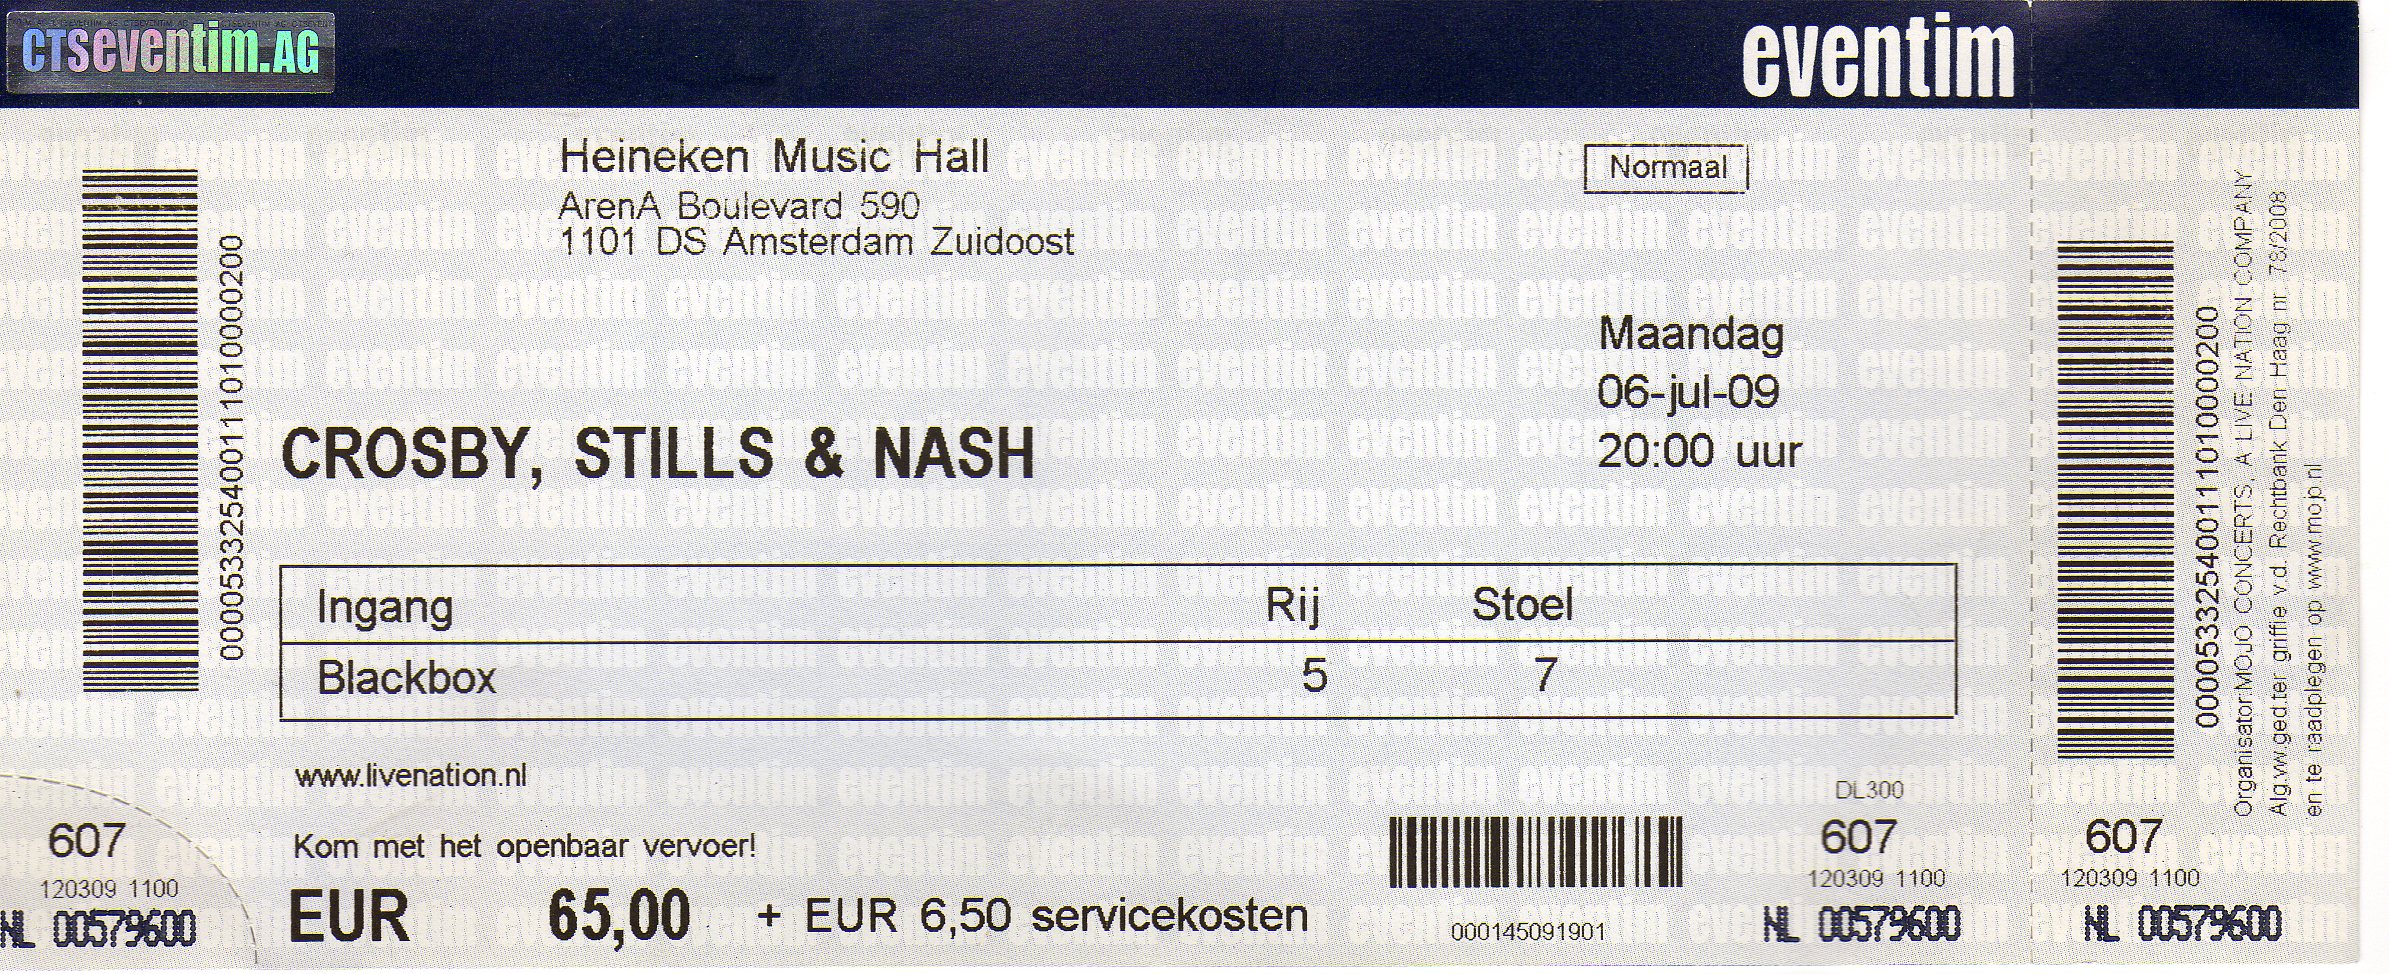 CTSeventim.AG
eventim
Heineken Music Hall
ArenA Boulevard 590
1101 DS Amsterdam Zuidoost
Normaal
Maandag
06-jul-09
20:00 uur
CROSBY, STILLS & NASH
Ingang Rij Stoel
Blackbox 5 7
www.livenation.nl
Kom met het openbaar vervoer!
EUR 65,00 + EUR 6,50 servicekosten
000145091901
DL300
607
120309 1100
NL 00579600
607
120309 1100
NL 00579600
607
120309 1100
NL 00579600
0000533254001110100000200
0000533254001110100000200
Organisator:MOJO CONCERTS, A LIVE NATION COMPANY
Alg.vw.ged.ter griffie v.d. Rechtbank Den Haag nr. 78/2008
en te raadplegen op www.mojo.nl